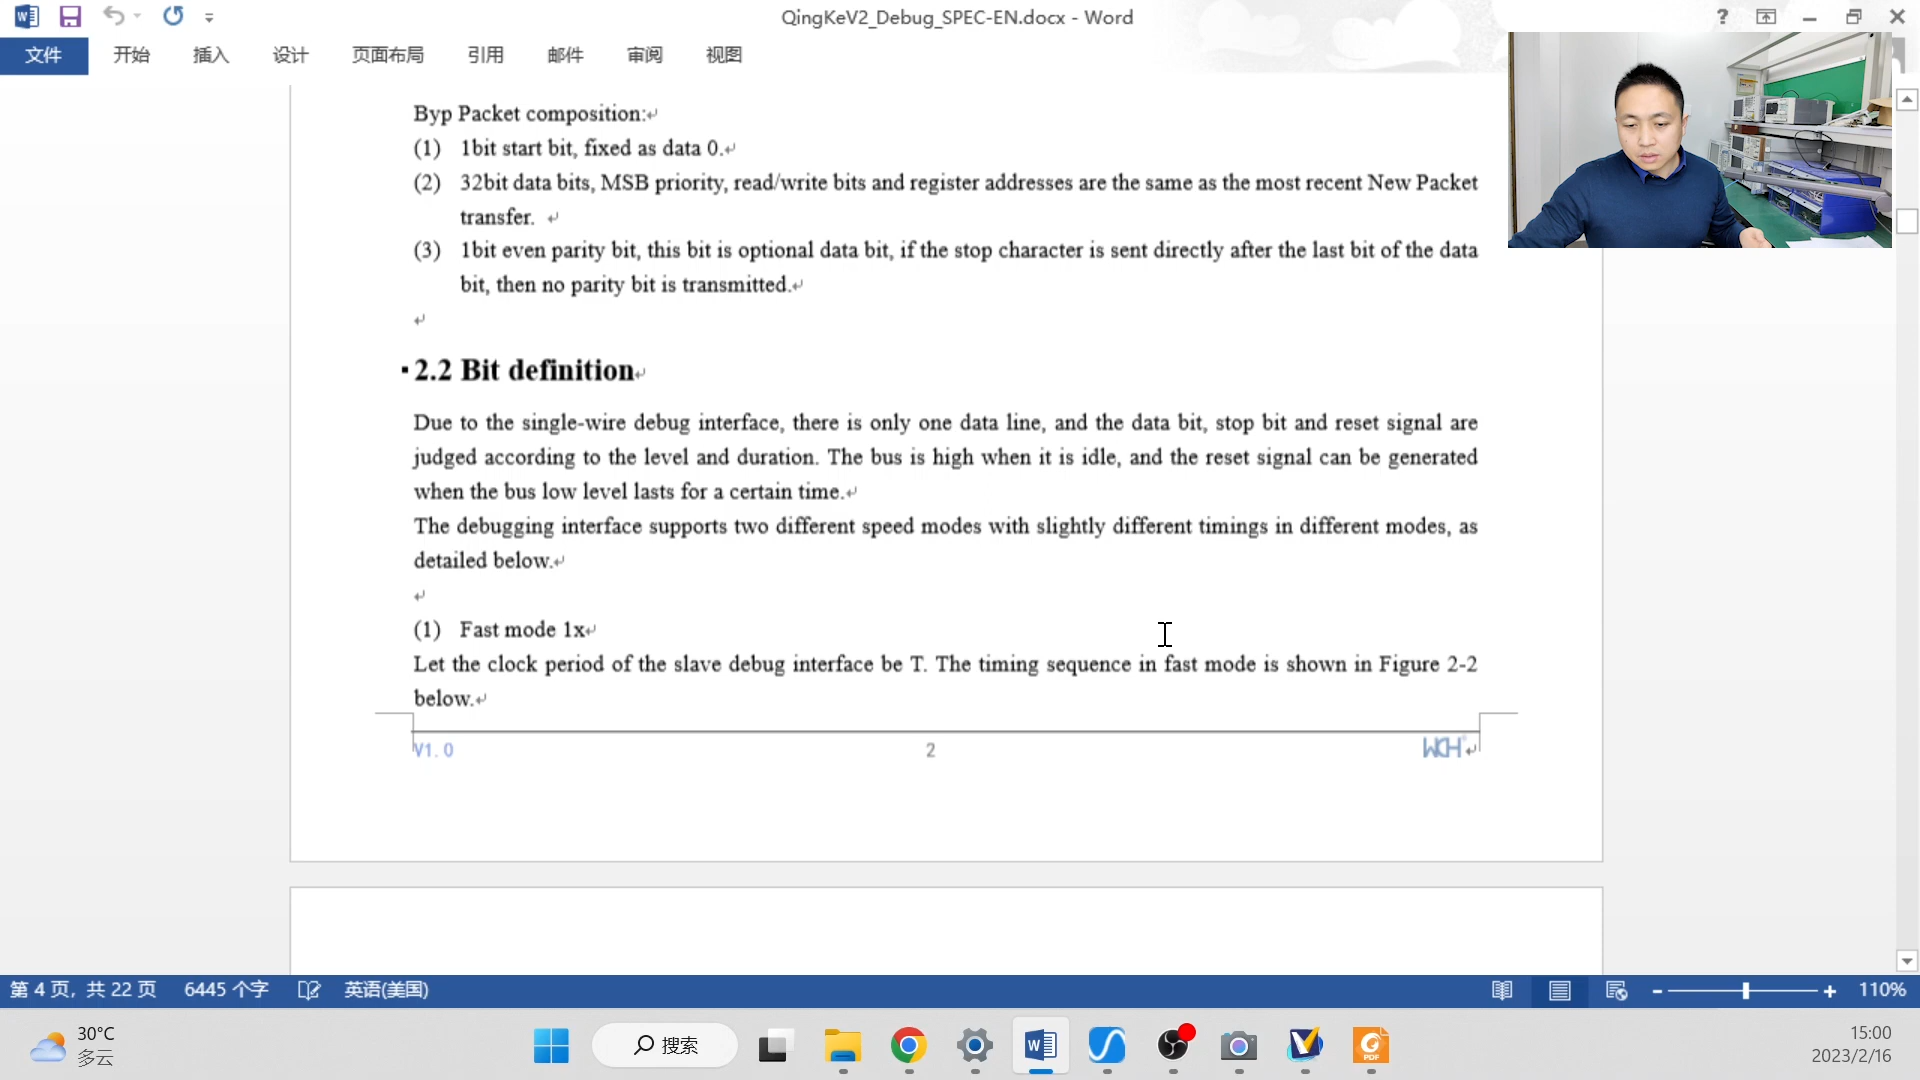 QingKeV2_Debug_SPEC-EN.docx - Word
?
文件 开始 插入 设计 页面布局 引用 邮件 审阅 视图
Byp Packet composition:
(1) 1bit start bit, fixed as data 0.
(2) 32bit data bits, MSB priority, read/write bits and register addresses are the same as the most recent New Packet
transfer.
(3) 1bit even parity bit, this bit is optional data bit, if the stop character is sent directly after the last bit of the data
bit, then no parity bit is transmitted.
2.2 Bit definition
Due to the single-wire debug interface, there is only one data line, and the data bit, stop bit and reset signal are
judged according to the level and duration. The bus is high when it is idle, and the reset signal can be generated
when the bus low level lasts for a certain time.
The debugging interface supports two different speed modes with slightly different timings in different modes, as
detailed below.
(1) Fast mode 1x
Let the clock period of the slave debug interface be T. The timing sequence in fast mode is shown in Figure 2-2
below.
V1.0 2 WCH
第 4 页，共 22 页 6445 个字 英语(美国) 110%
30°C
多云
搜索
PDF
15:00
2023/2/16